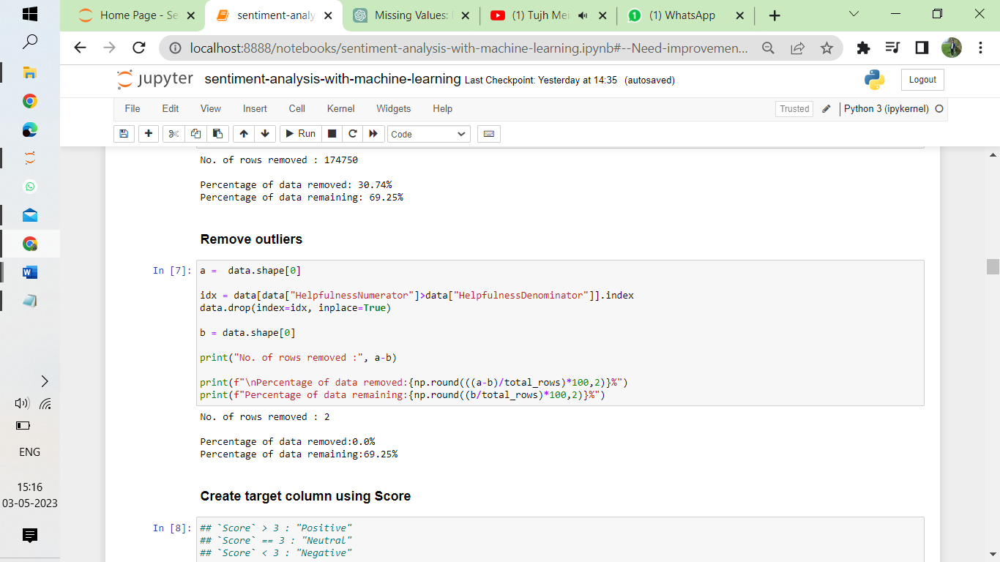 Home Page - Se
sentiment-analy
Missing Values:
(1) Tujh Mei
(1) WhatsApp
localhost:8888/notebooks/sentiment-analysis-with-machine-learning.ipynb#--Need-improvemen...
jupyter sentiment-analysis-with-machine-learning Last Checkpoint: Yesterday at 14:35 (autosaved)
Logout
File Edit View Insert Cell Kernel Widgets Help
Trusted
Python 3 (ipykernel)
Run
Code
No. of rows removed : 174750
Percentage of data removed: 30.74%
Percentage of data remaining: 69.25%
Remove outliers
In [7]: a =  data.shape[0]
idx = data[data["HelpfulnessNumerator"]>data["HelpfulnessDenominator"]].index
data.drop(index=idx, inplace=True)
b = data.shape[0]
print("No. of rows removed :", a-b)
print(f"\nPercentage of data removed:{np.round(((a-b)/total_rows)*100,2)}%")
print(f"Percentage of data remaining:{np.round((b/total_rows)*100,2)}%")
No. of rows removed : 2
Percentage of data removed:0.0%
Percentage of data remaining:69.25%
Create target column using Score
In [8]: ## `Score` > 3 : "Positive"
## `Score` == 3 : "Neutral"
## `Score` < 3 : "Negative"
ENG
15:16
03-05-2023